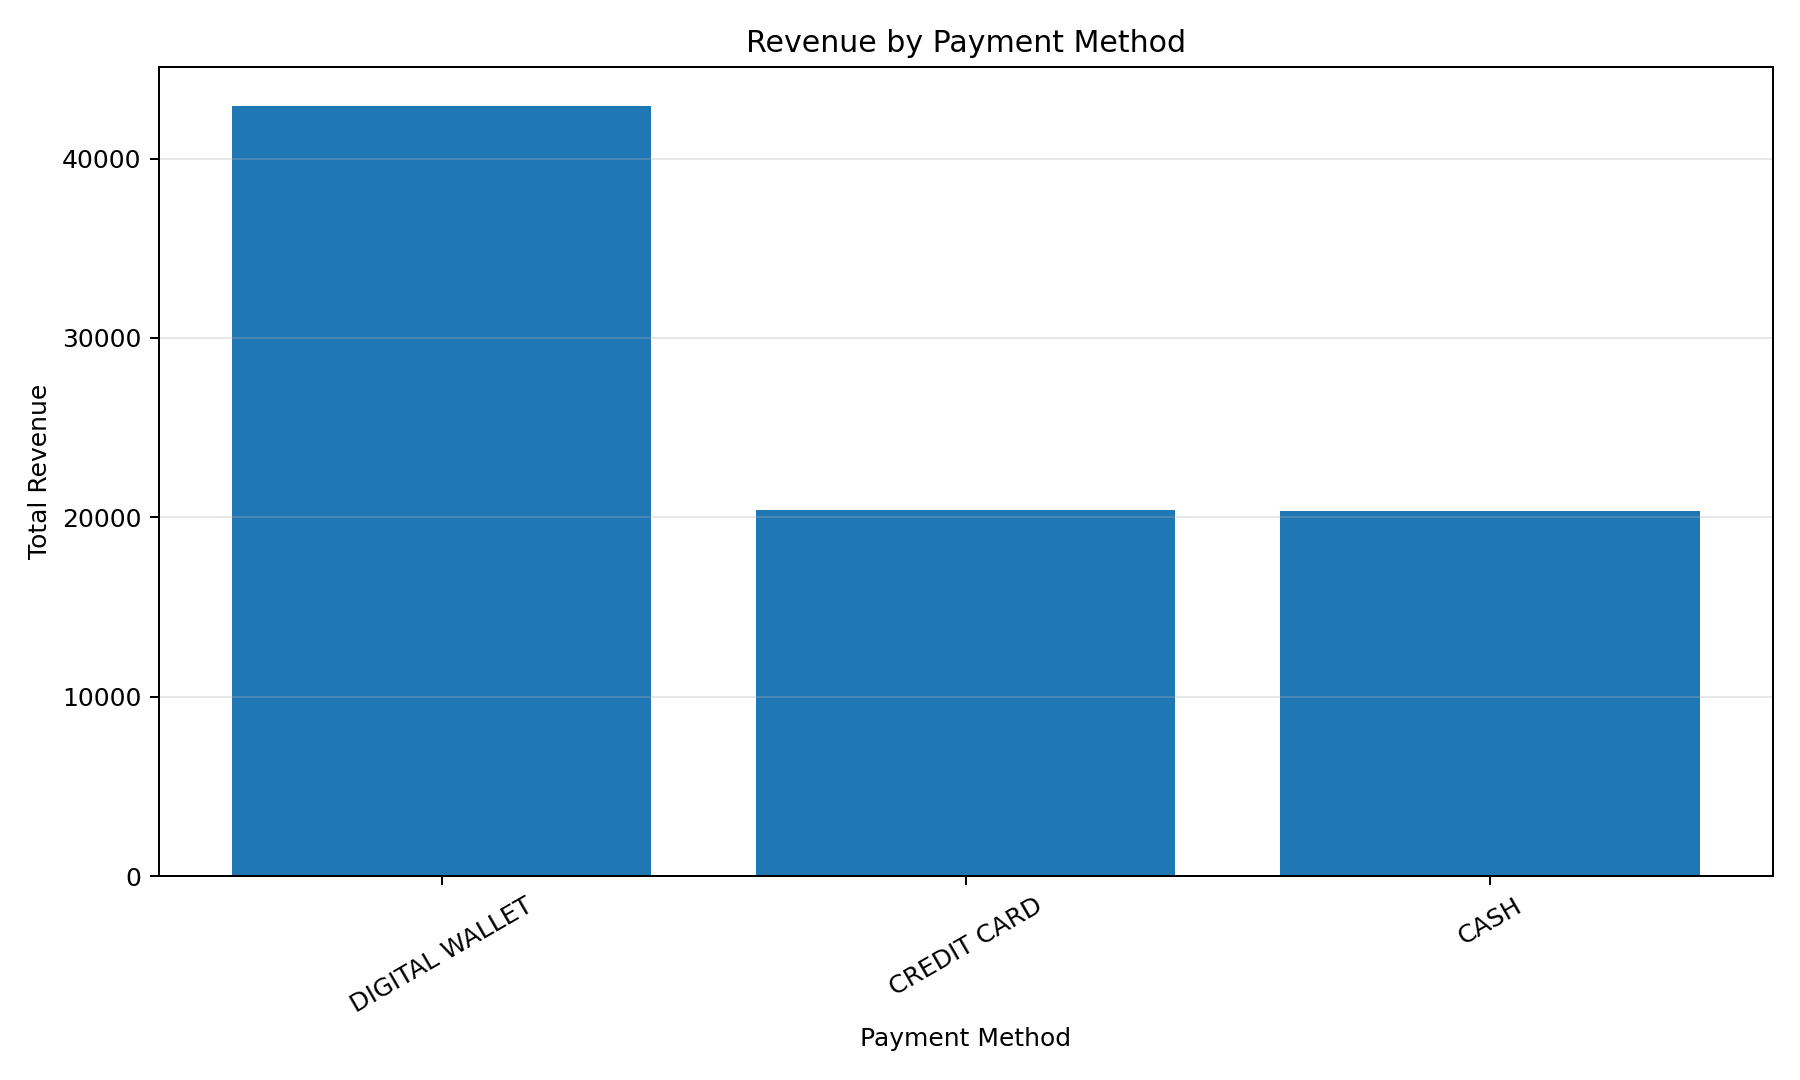 Revenue by Payment Method
Total Revenue
40000
30000
20000
10000
0
DIGITAL WALLET
CREDIT CARD
CASH
Payment Method